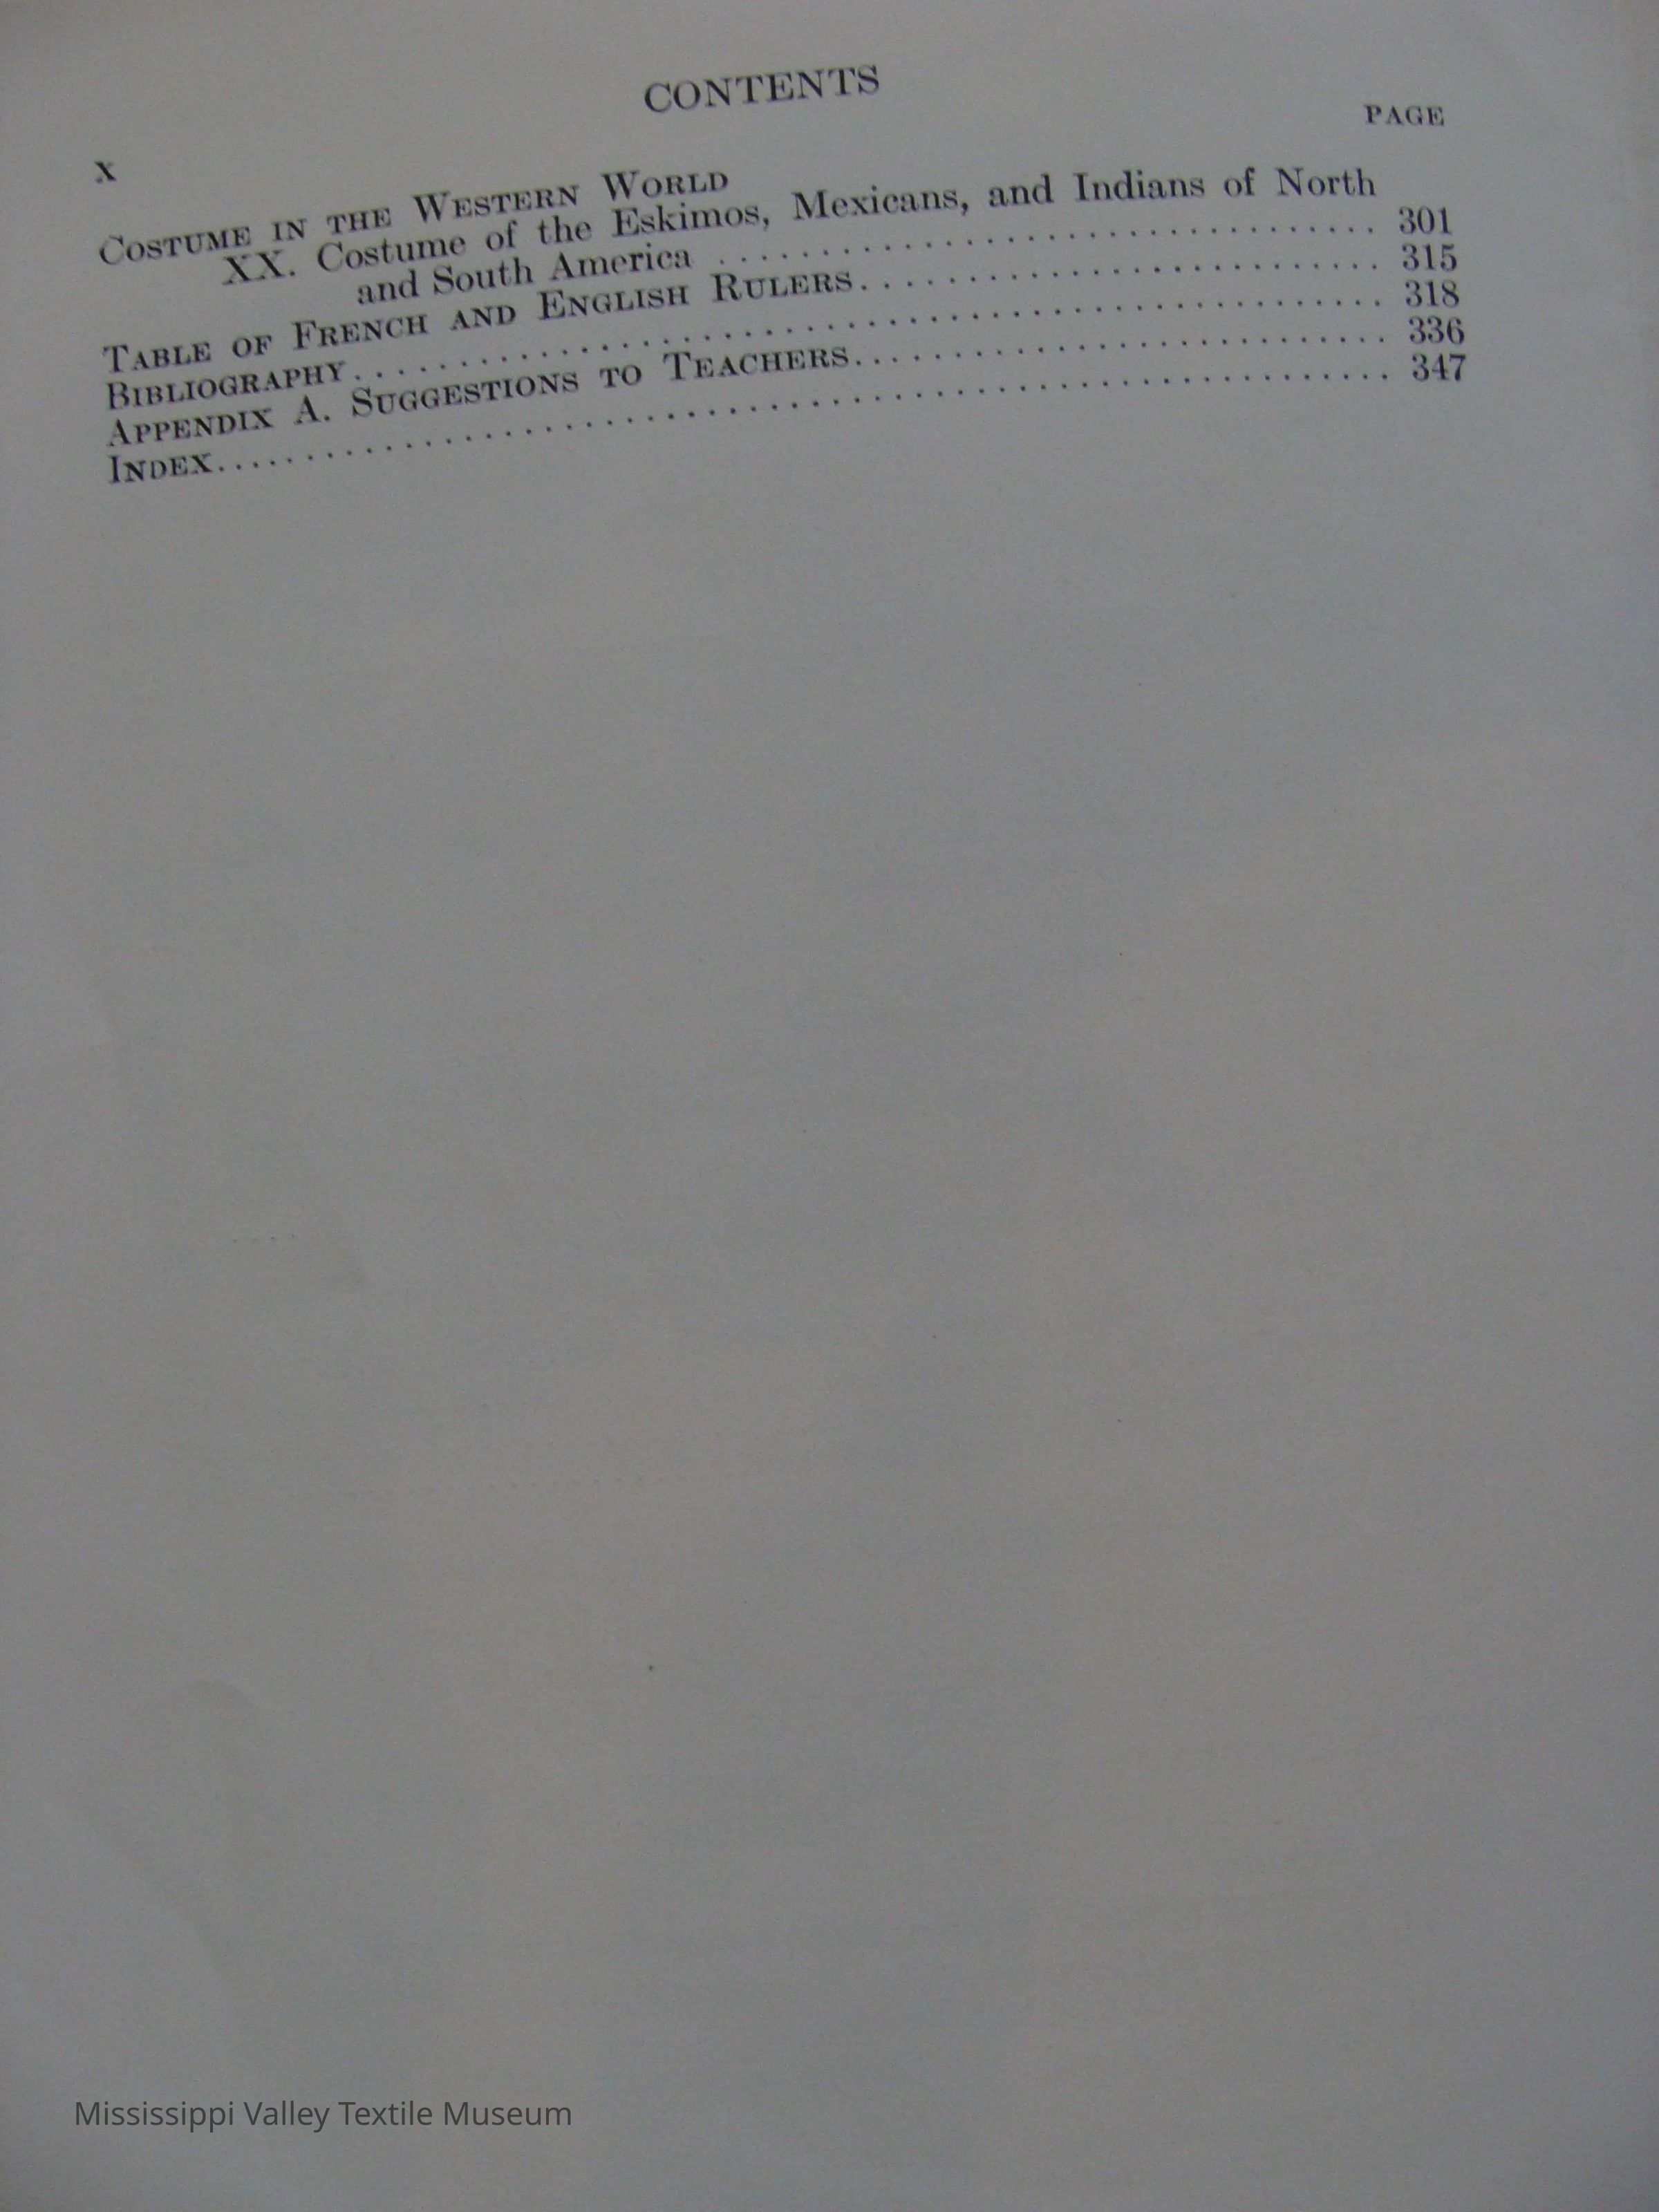 CONTENTS
x
PAGE
COSTUME IN THE WESTERN WORLD
XX. Costume of the Eskimos, Mexicans, and Indians of North
and South America .................................. 301
TABLE OF FRENCH AND ENGLISH RULERS.......................... 315
BIBLIOGRAPHY.................................................. 318
APPENDIX A. SUGGESTIONS TO TEACHERS.......................... 336
INDEX........................................................ 347
Mississippi Valley Textile Museum